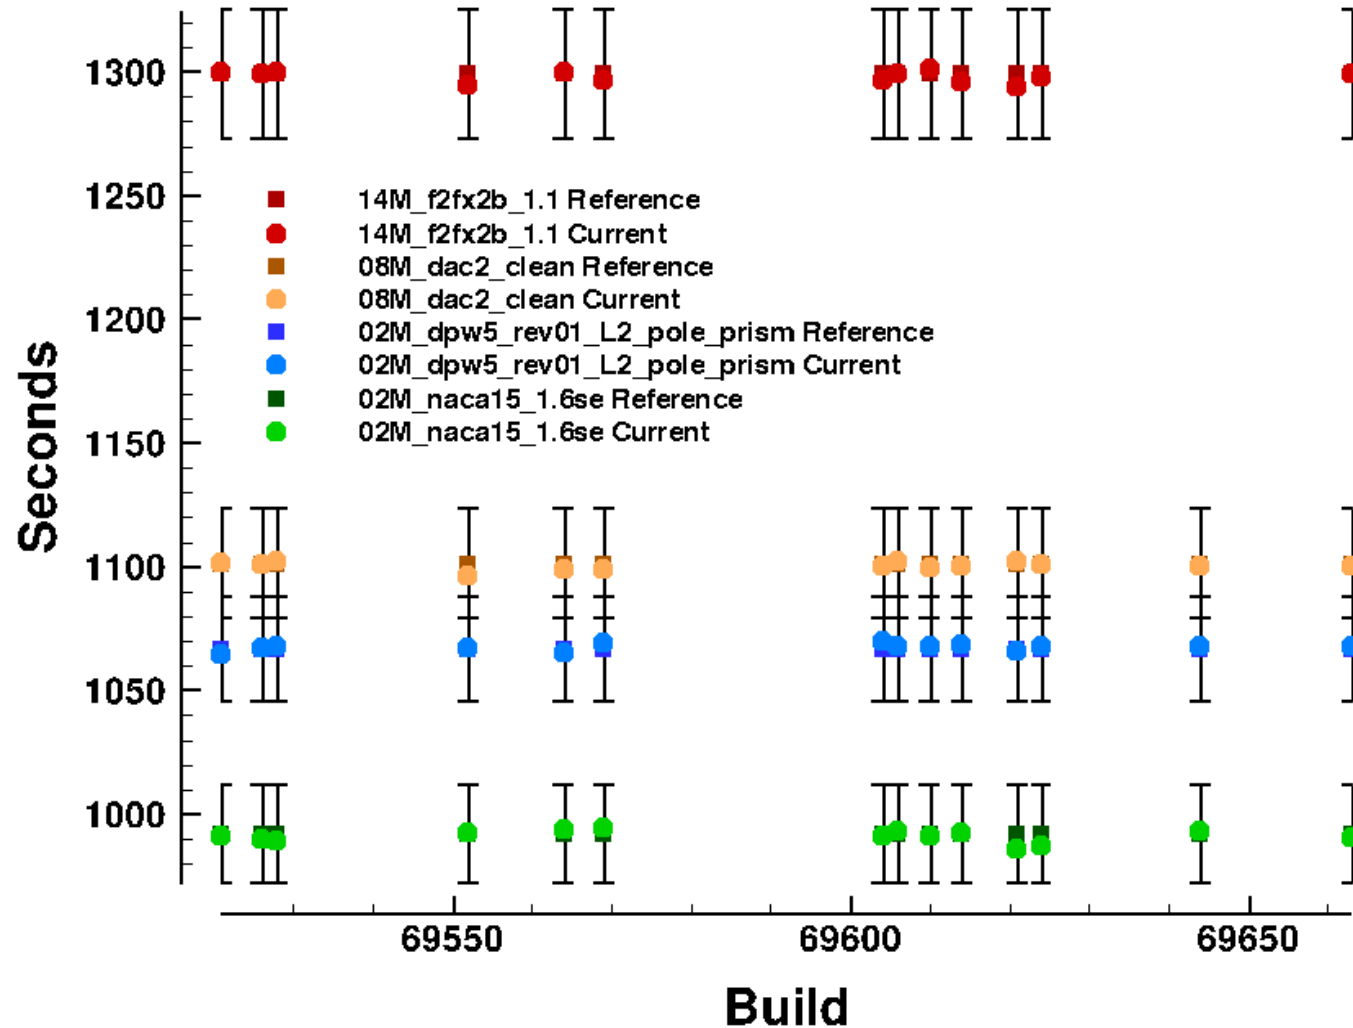 1300
1250
1200
1150
1100
1050
1000
Seconds
14M_f2fx2b_1.1 Reference
14M_f2fx2b_1.1 Current
08M_dac2_clean Reference
08M_dac2_clean Current
02M_dpw5_rev01_L2_pole_prism Reference
02M_dpw5_rev01_L2_pole_prism Current
02M_naca15_1.6se Reference
02M_naca15_1.6se Current
69550 69600 69650
Build